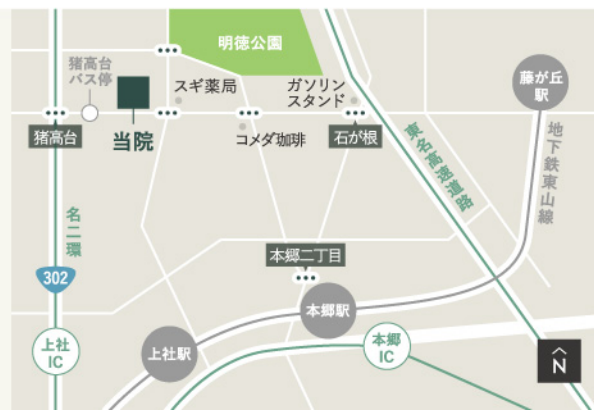 明徳公園
猪高台
バス停
スギ薬局
ガソリン
スタンド
藤が丘
駅
猪高台
当院
コメダ珈琲
石が根
東名高速道路
地下鉄東山線
名二環
本郷二丁目
302
本郷駅
上社
IC
上社駅
本郷
IC
N